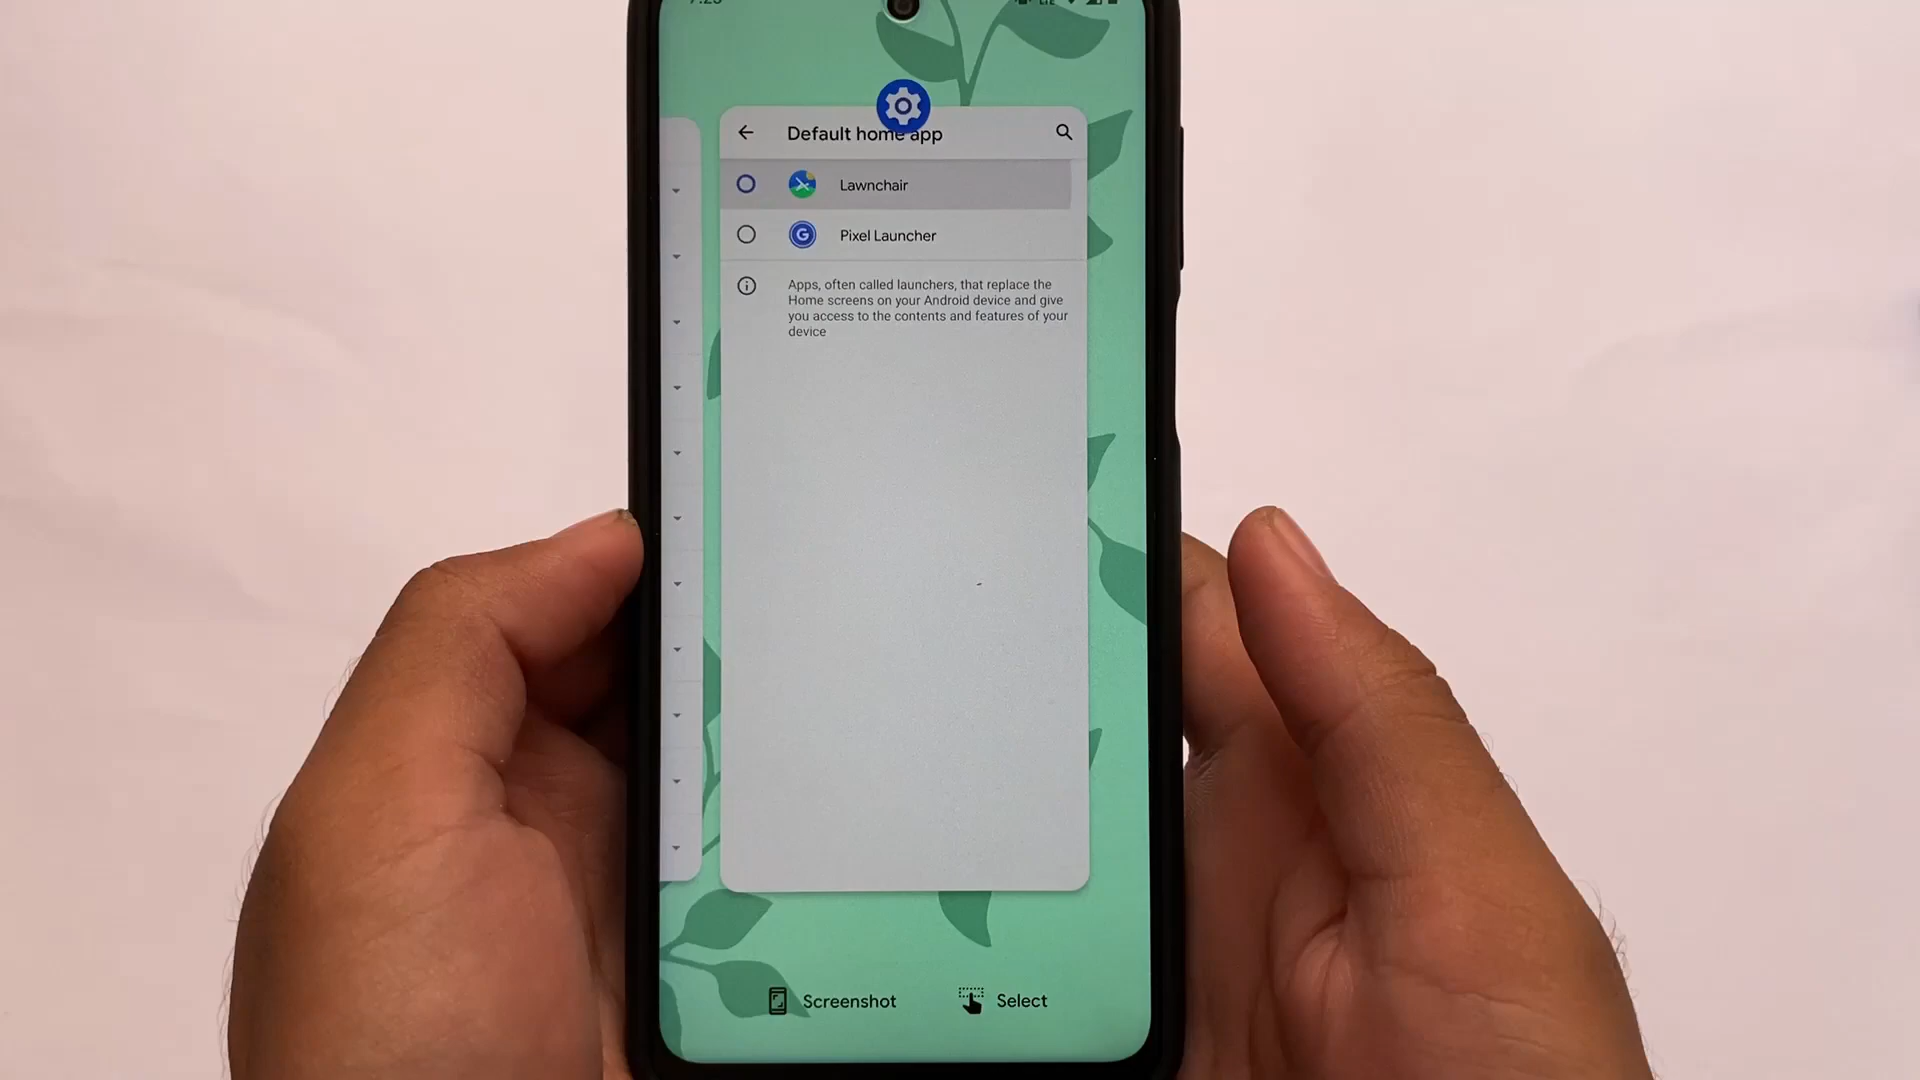 LTE
Default home app
Lawnchair
Pixel Launcher
Apps, often called launchers, that replace the
Home screens on your Android device and give
you access to the contents and features of your
device
Screenshot
Select